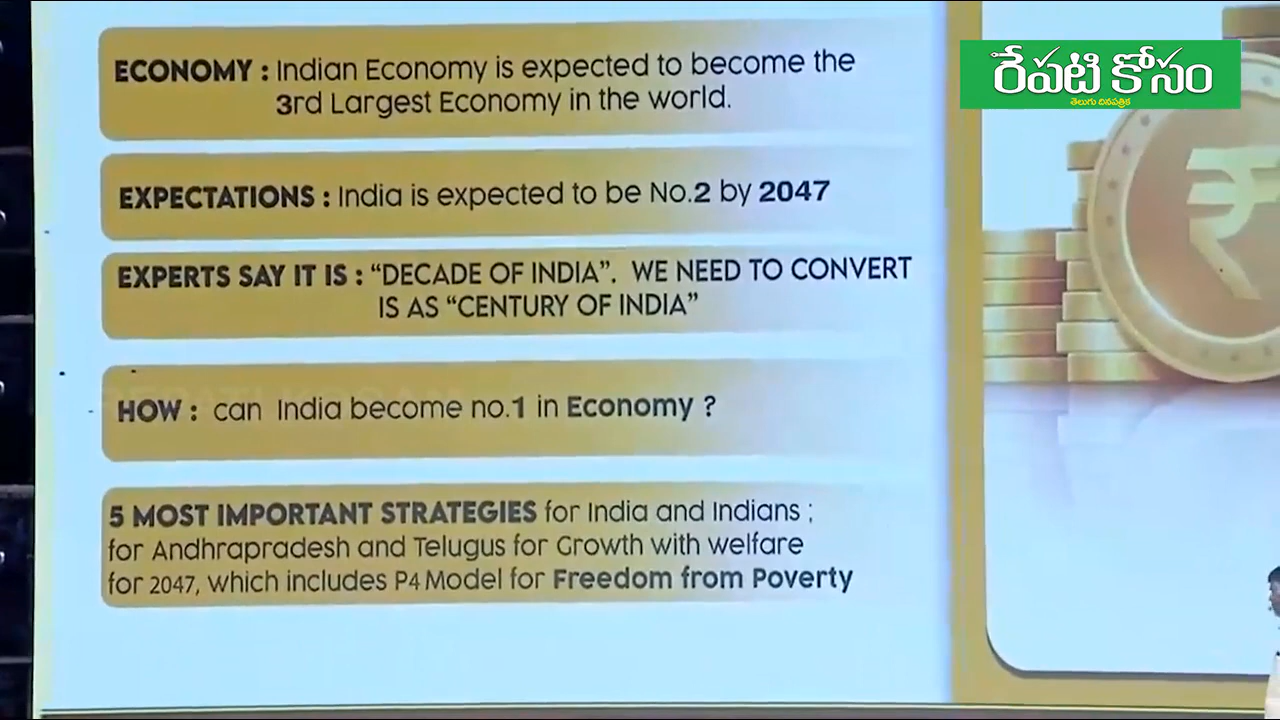 ECONOMY : Indian Economy is expected to become the
3rd Largest Economy in the world.
EXPECTATIONS : India is expected to be No.2 by 2047
EXPERTS SAY IT IS : “DECADE OF INDIA”. WE NEED TO CONVERT
IS AS “CENTURY OF INDIA”
HOW : can India become no.1 in Economy ?
5 MOST IMPORTANT STRATEGIES for India and Indians ;
for Andhrapradesh and Telugus for Growth with welfare
for 2047, which includes P4 Model for Freedom from Poverty
రేపటి కోసం
తెలుగు దినపత్రిక
₹